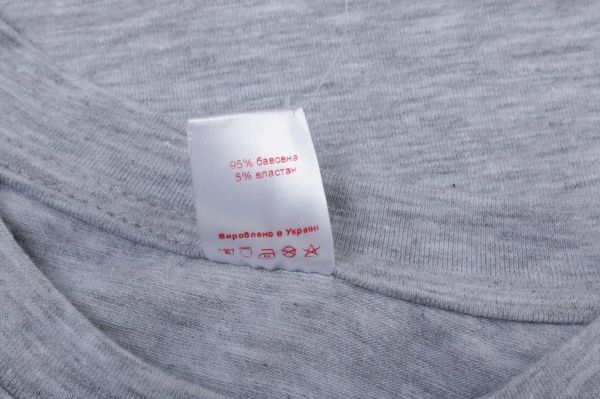 95% бавовна
5% еластан
Вироблено в Україні